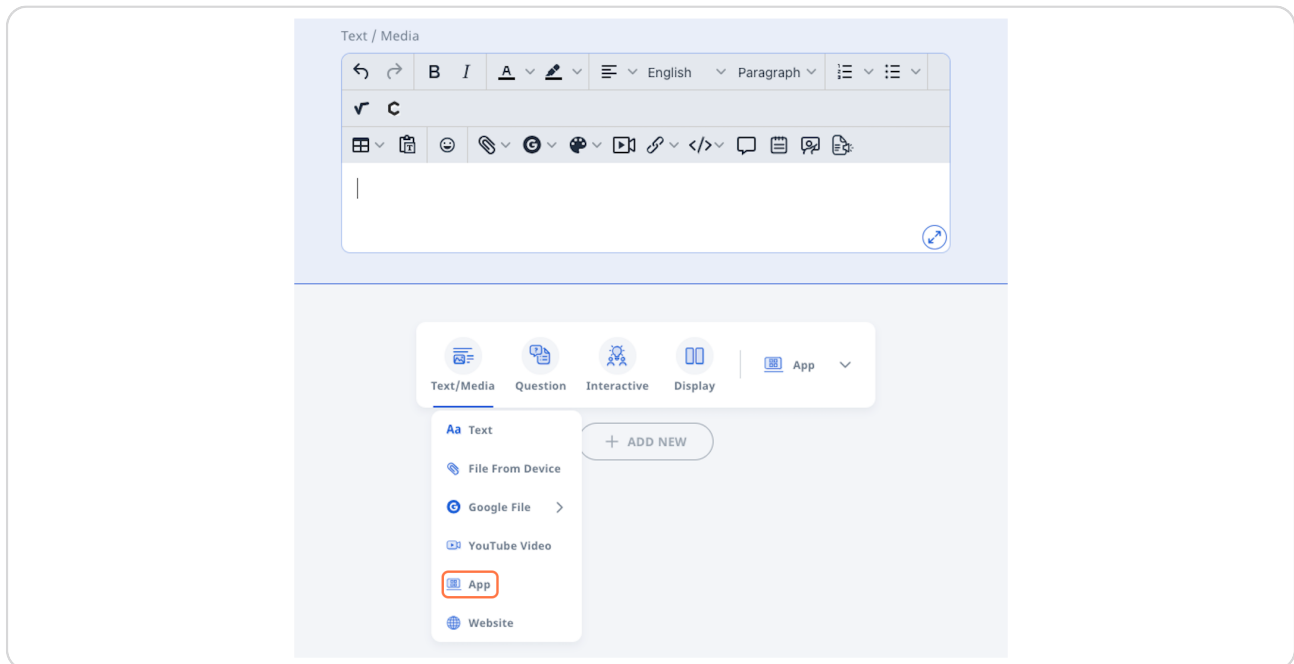 Text / Media
B I A English Paragraph
C
Text/Media Question Interactive Display App
Aa Text
+ ADD NEW
File From Device
G Google File
YouTube Video
App
Website